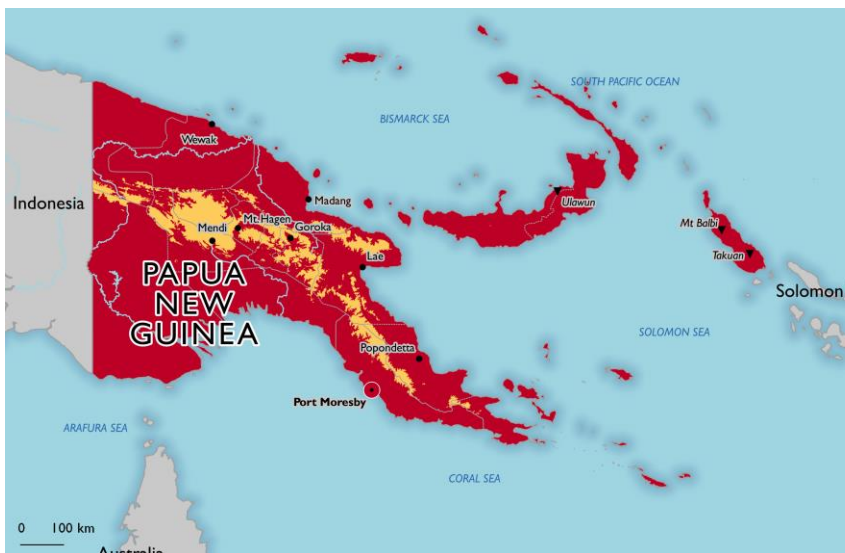 SOUTH PACIFIC OCEAN
BISMARCK SEA
Wewak
Indonesia
Madang
Ulawun
Mt. Hagen
Goroka
Mendi
Mt Balbi
Takuan
Lae
PAPUA
NEW
GUINEA
Solomon
SOLOMON SEA
Popondetta
Port Moresby
ARAFURA SEA
CORAL SEA
0 100 km
Australia